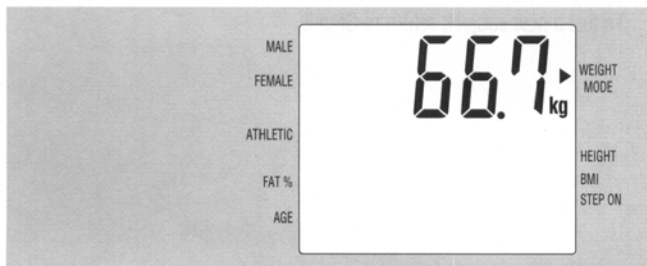 MALE
FEMALE
ATHLETIC
FAT %
AGE
66.7
kg
WEIGHT
MODE
HEIGHT
BMI
STEP ON